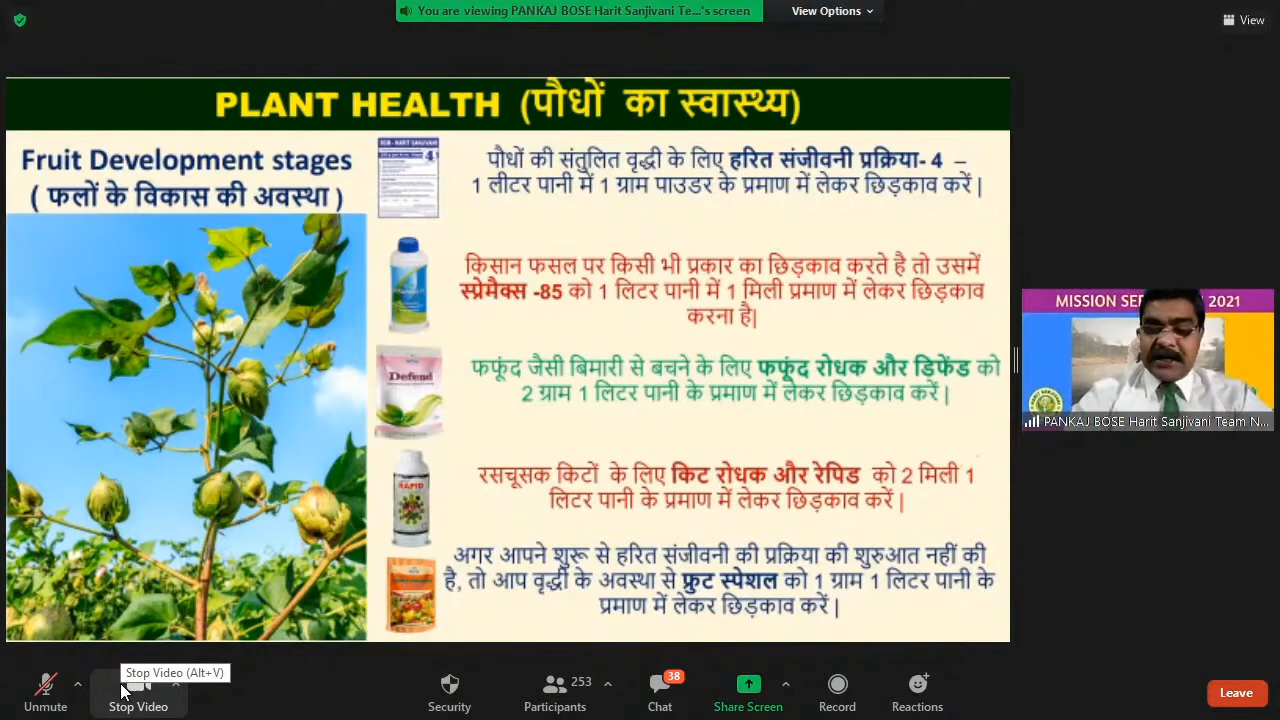 You are viewing PANKAJ BOSE Harit Sanjivani Te...'s screen
View Options
View
PLANT HEALTH (पौधों का स्वास्थ्य)
Fruit Development stages
( फलों के विकास की अवस्था )
HARIT SANJIVANI
4
पौधों की संतुलित वृद्धी के लिए हरित संजीवनी प्रक्रिया- 4 –
1 लीटर पानी में 1 ग्राम पाउडर के प्रमाण में लेकर छिड़काव करें |
किसान फसल पर किसी भी प्रकार का छिड़काव करते है तो उसमें
स्प्रेमैक्स -85 को 1 लिटर पानी में 1 मिली प्रमाण में लेकर छिड़काव
करना है|
Defend
फफूंद जैसी बिमारी से बचने के लिए फफूंद रोधक और डिफेंड को
2 ग्राम 1 लिटर पानी के प्रमाण में लेकर छिड़काव करें |
RAPID
रसचूसक किटों के लिए किट रोधक और रेपिड को 2 मिली 1
लिटर पानी के प्रमाण में लेकर छिड़काव करें |
अगर आपने शुरू से हरित संजीवनी की प्रक्रिया की शुरुआत नहीं की
है, तो आप वृद्धी के अवस्था से फ्रुट स्पेशल को 1 ग्राम 1 लिटर पानी के
प्रमाण में लेकर छिड़काव करें |
MISSION SE 2021
PANKAJ BOSE Harit Sanjivani Team N...
Stop Video (Alt+V)
Unmute
Stop Video
Security
253
Participants
38
Chat
Share Screen
Record
Reactions
Leave